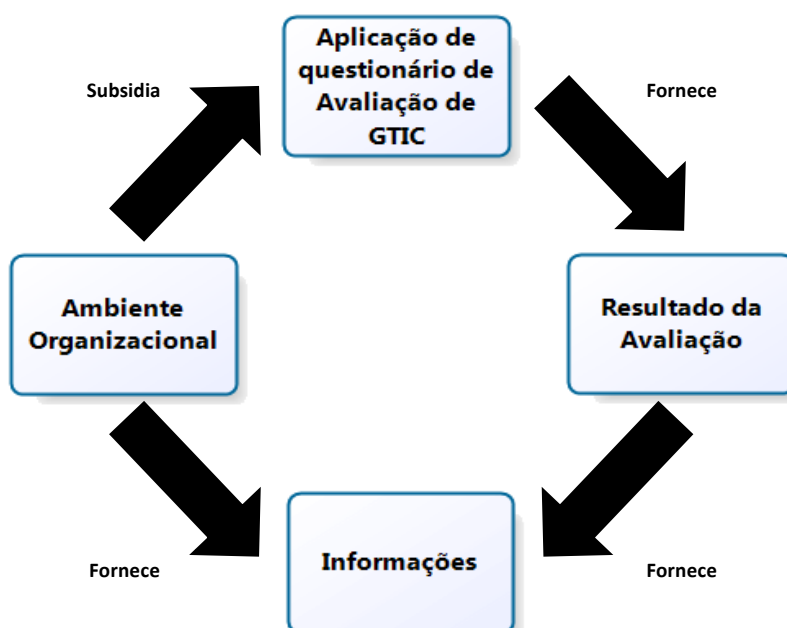 Aplicação de
questionário de
Avaliação de
GTIC
Subsidia
Fornece
Ambiente
Organizacional
Resultado da
Avaliação
Informações
Fornece
Fornece